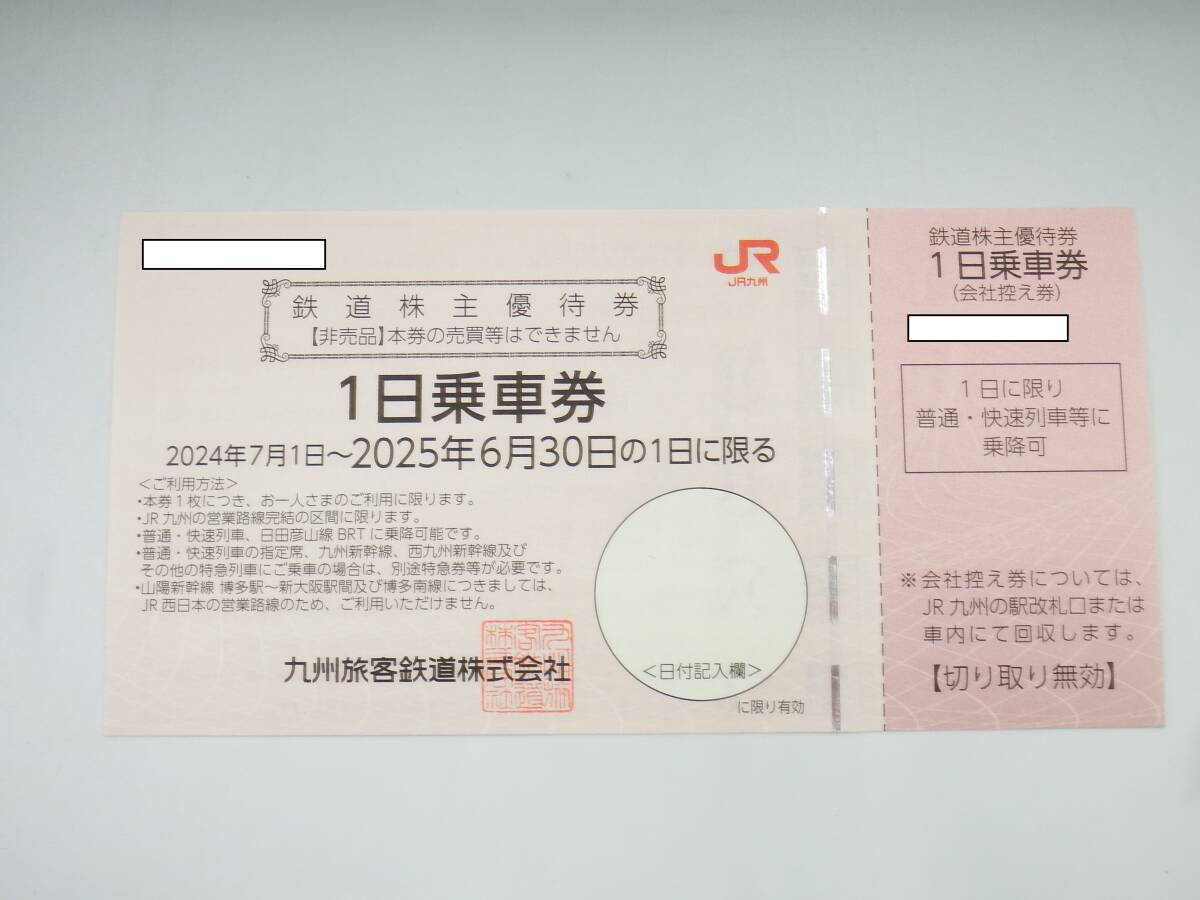 JR
JR九州
鉄道株主優待券
【非売品】本券の売買等はできません
1日乗車券
2024年7月1日～2025年6月30日の1日に限る
＜ご利用方法＞
・本券1枚につき、お一人さまのご利用に限ります。
・JR九州の営業路線完結の区間に限ります。
・普通・快速列車、日田彦山線BRTに乗降可能です。
・普通・快速列車の指定席、九州新幹線、西九州新幹線及び
その他の特急列車にご乗車の場合は、別途特急券等が必要です。
・山陽新幹線 博多駅～新大阪駅間及び博多南線につきましては、
JR西日本の営業路線のため、ご利用いただけません。
九州旅客鉄道株式会社
＜日付記入欄＞
に限り有効
鉄道株主優待券
1日乗車券
(会社控え券)
1日に限り
普通・快速列車等に
乗降可
※会社控え券については、
JR九州の駅改札口または
車内にて回収します。
【切り取り無効】